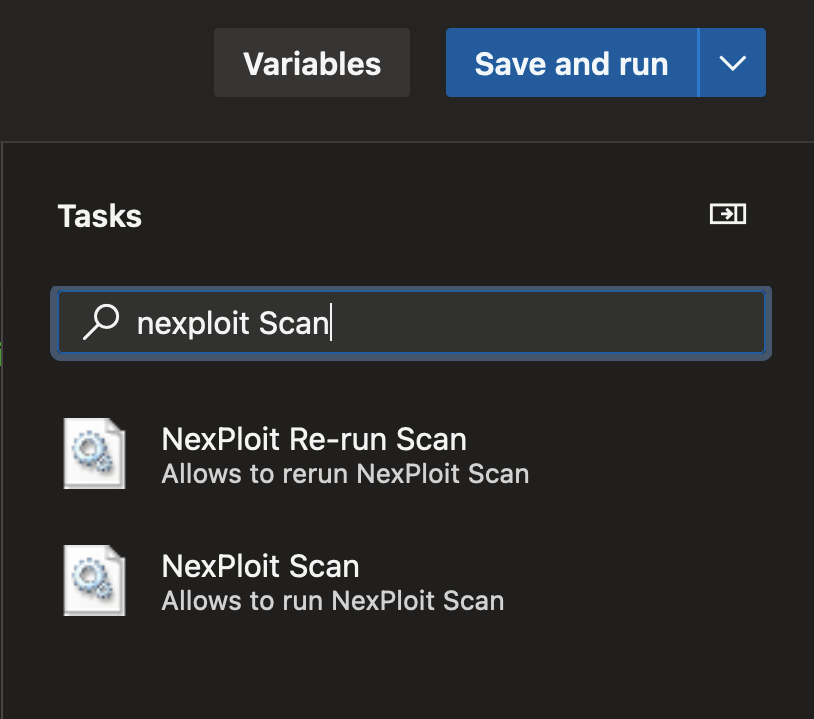 Variables Save and run
Tasks
nexploit Scan
NexPloit Re-run Scan
Allows to rerun NexPloit Scan
NexPloit Scan
Allows to run NexPloit Scan